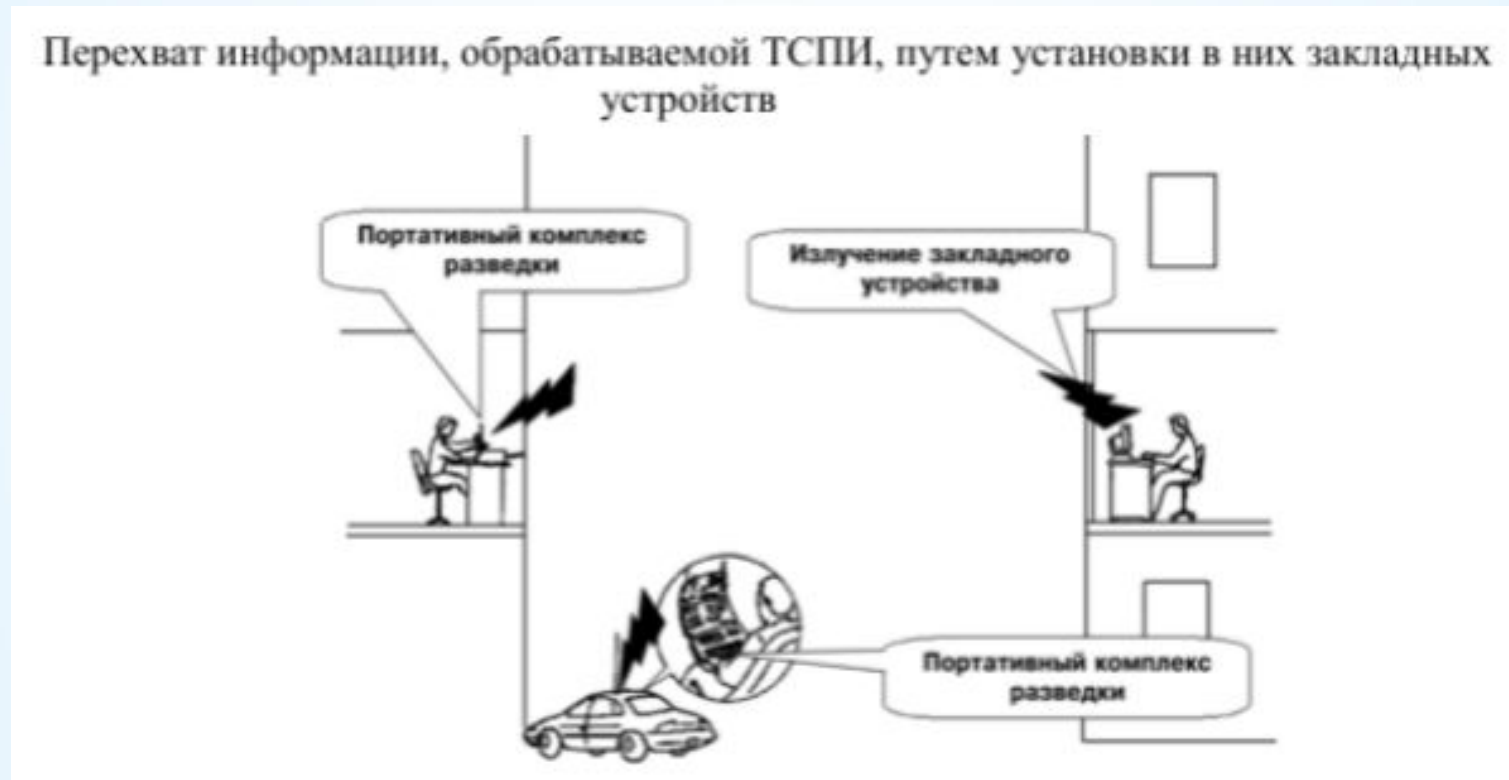 Перехват информации, обрабатываемой ТСПИ, путем установки в них закладных
устройств
Портативный комплекс
разведки
Излучение закладного
устройства
Портативный комплекс
разведки